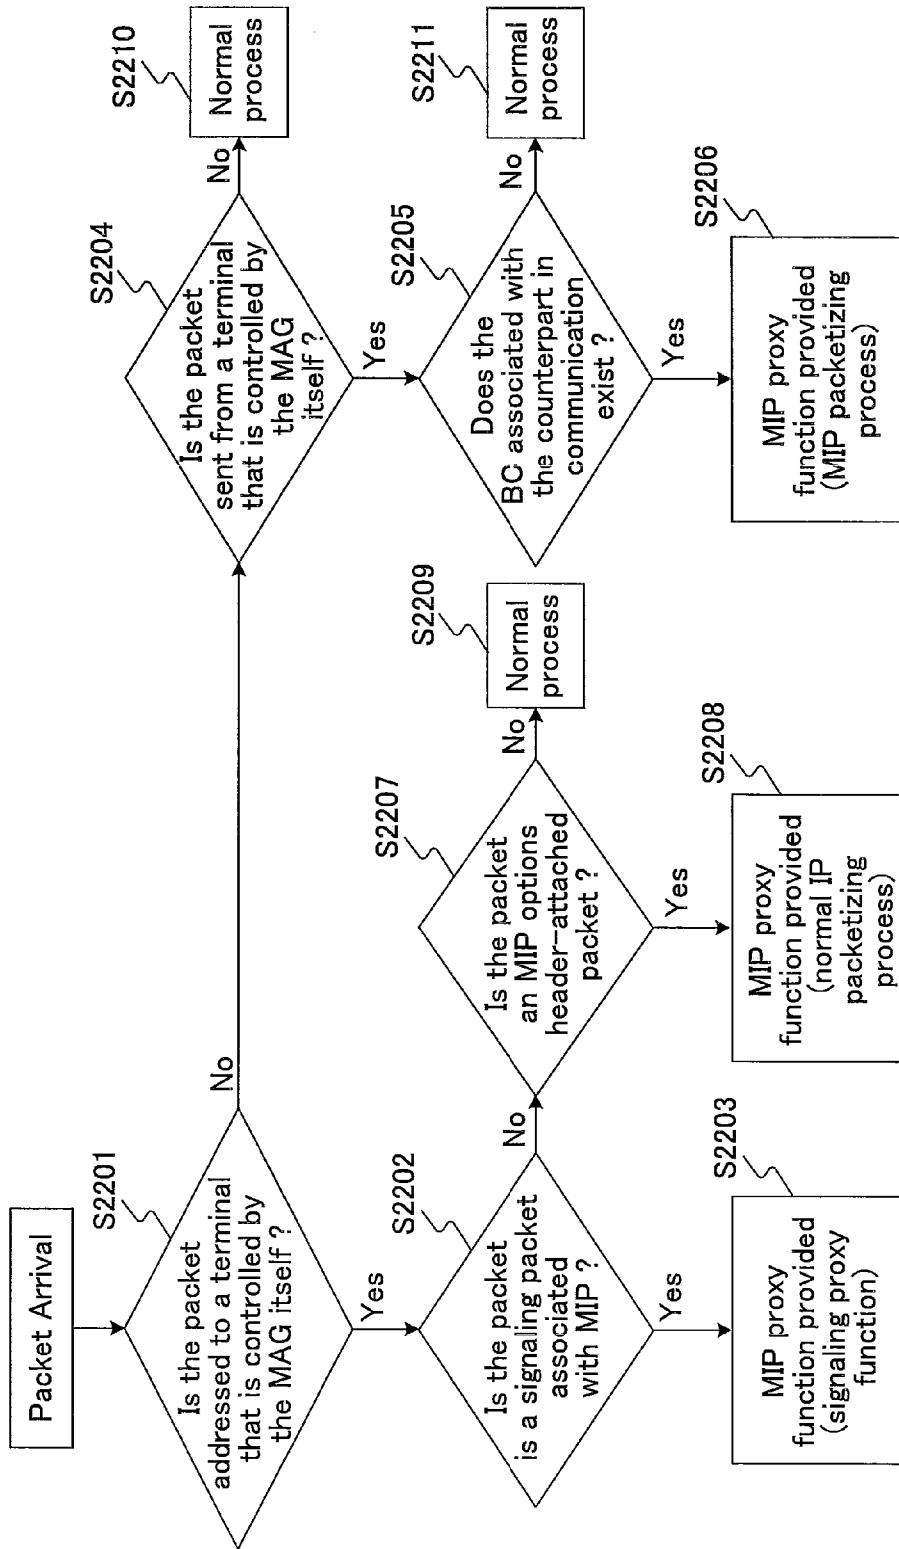 Packet Arrival
S2201
Is the packet
addressed to a terminal
that is controlled by
the MAG itself ?
No
Yes
S2202
Is the packet
is a signaling packet
associated
with MIP ?
No
Yes
S2203
MIP proxy
function provided
(signaling proxy
function)
S2207
Is the packet
an MIP options
header-attached
packet ?
No
Yes
S2209
Normal
process
S2208
MIP proxy
function provided
(normal IP
packetizing
process)
S2204
Is the packet
sent from a terminal
that is controlled by
the MAG
itself ?
No
Yes
S2210
Normal
process
S2205
Does the
BC associated with
the counterpart in
communication
exist ?
No
Yes
S2211
Normal
process
S2206
MIP proxy
function provided
(MIP packetizing
process)